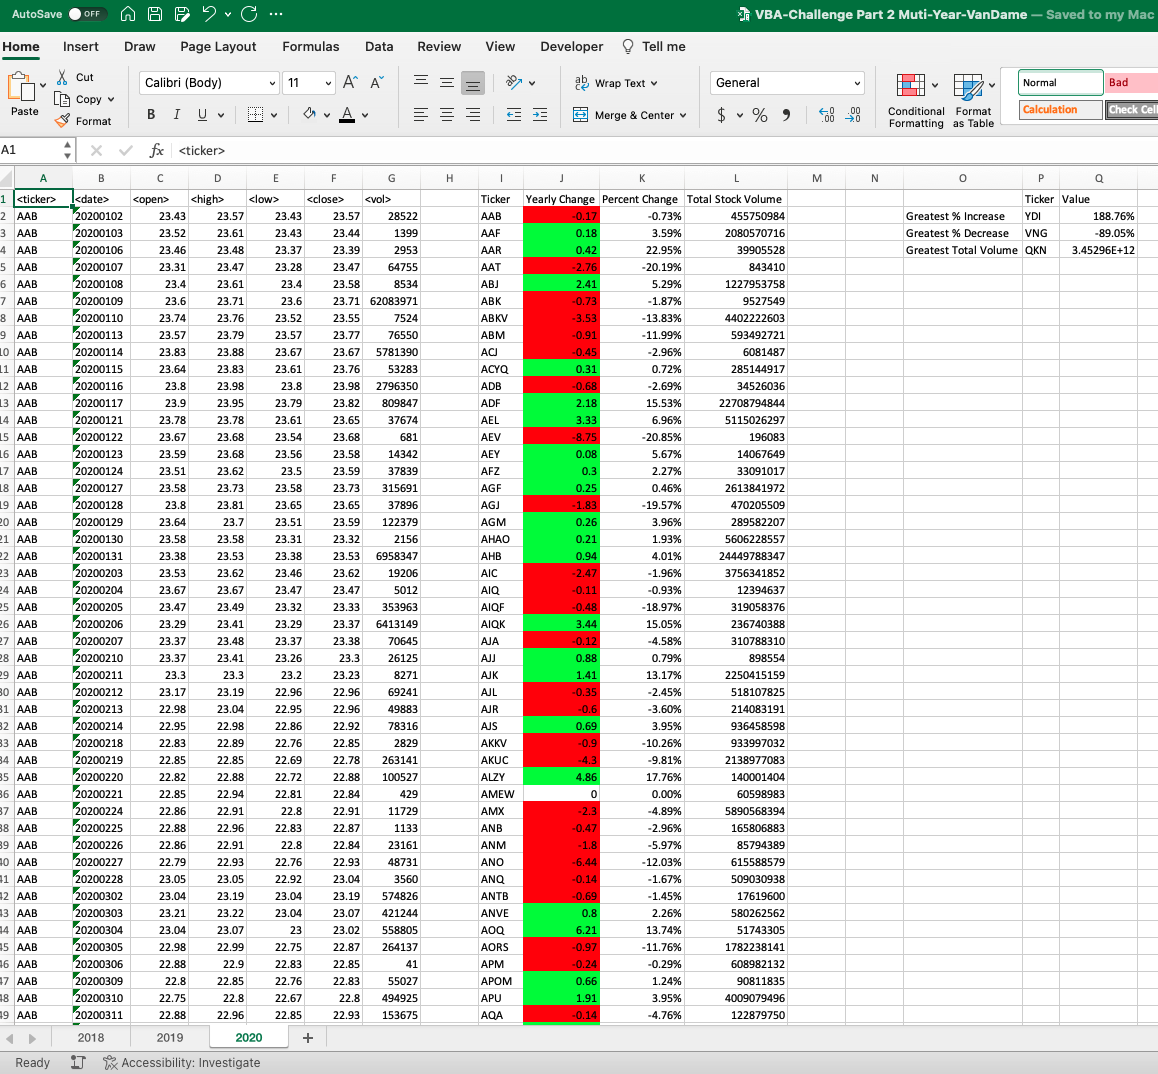 AutoSave OFF VBA-Challenge Part 2 Muti-Year-VanDame — Saved to my Mac
Home Insert Draw Page Layout Formulas Data Review View Developer Tell me
Paste Cut Copy Format Calibri (Body) 11 A^ A˅ Wrap Text General Conditional Formatting Format as Table Normal Bad
B I U A Merge & Center $ % Calculation Check Cell
A1 fx <ticker>
A B C D E F G H I J K L M N O P Q
1 <ticker> <date> <open> <high> <low> <close> <vol> Ticker Yearly Change Percent Change Total Stock Volume Ticker Value
2 AAB 20200102 23.43 23.57 23.43 23.57 28522 AAB -0.17 -0.73% 455750984 Greatest % Increase YDI 188.76%
3 AAB 20200103 23.52 23.61 23.43 23.44 1399 AAF 0.18 3.59% 2080570716 Greatest % Decrease VNG -89.05%
4 AAB 20200106 23.46 23.48 23.37 23.39 2953 AAR 0.42 22.95% 39905528 Greatest Total Volume QKN 3.45296E+12
5 AAB 20200107 23.31 23.47 23.28 23.47 64755 AAT -2.76 -20.19% 843410
6 AAB 20200108 23.4 23.61 23.4 23.58 8534 ABJ 2.41 5.29% 1227953758
7 AAB 20200109 23.6 23.71 23.6 23.71 62083971 ABK -0.73 -1.87% 9527549
8 AAB 20200110 23.74 23.76 23.52 23.55 7524 ABKV -3.53 -13.83% 4402222603
9 AAB 20200113 23.57 23.79 23.57 23.77 76550 ABM -0.91 -11.99% 593492721
10 AAB 20200114 23.83 23.88 23.67 23.67 5781390 ACJ -0.45 -2.96% 6081487
11 AAB 20200115 23.64 23.83 23.61 23.76 53283 ACYQ 0.31 0.72% 285144917
12 AAB 20200116 23.8 23.98 23.8 23.98 2796350 ADB -0.68 -2.69% 34526036
13 AAB 20200117 23.9 23.95 23.79 23.82 809847 ADF 2.18 15.53% 22708794844
14 AAB 20200121 23.78 23.78 23.61 23.65 37674 AEL 3.33 6.96% 5115026297
15 AAB 20200122 23.67 23.68 23.54 23.68 681 AEV -8.75 -20.85% 196083
16 AAB 20200123 23.59 23.68 23.56 23.58 14342 AEY 0.08 5.67% 14067649
17 AAB 20200124 23.51 23.62 23.5 23.59 37839 AFZ 0.3 2.27% 33091017
18 AAB 20200127 23.58 23.73 23.58 23.73 315691 AGF 0.25 0.46% 2613841972
19 AAB 20200128 23.8 23.81 23.65 23.65 37896 AGJ -1.83 -19.57% 470205509
20 AAB 20200129 23.64 23.7 23.51 23.59 122379 AGM 0.26 3.96% 289582207
21 AAB 20200130 23.58 23.58 23.31 23.32 2156 AHAO 0.21 1.93% 5606228557
22 AAB 20200131 23.38 23.53 23.38 23.53 6958347 AHB 0.94 4.01% 24449788347
23 AAB 20200203 23.53 23.62 23.46 23.62 19206 AIC -2.47 -1.96% 3756341852
24 AAB 20200204 23.67 23.67 23.47 23.47 5012 AIQ -0.11 -0.93% 12394637
25 AAB 20200205 23.47 23.49 23.32 23.33 353963 AIQF -0.48 -18.97% 319058376
26 AAB 20200206 23.29 23.41 23.29 23.37 6413149 AIQK 3.44 15.05% 236740388
27 AAB 20200207 23.37 23.48 23.37 23.38 70645 AJA -0.12 -4.58% 310788310
28 AAB 20200210 23.37 23.41 23.26 23.3 26125 AJJ 0.88 0.79% 898554
29 AAB 20200211 23.3 23.3 23.2 23.23 8271 AJK 1.41 13.17% 2250415159
30 AAB 20200212 23.17 23.19 22.96 22.96 69241 AJL -0.35 -2.45% 518107825
31 AAB 20200213 22.98 23.04 22.95 22.96 49883 AJR -0.6 -3.60% 214083191
32 AAB 20200214 22.95 22.98 22.86 22.92 78316 AJS 0.69 3.95% 936458598
33 AAB 20200218 22.83 22.89 22.76 22.85 2829 AKKV -0.9 -10.26% 933997032
34 AAB 20200219 22.85 22.85 22.69 22.78 263141 AKUC -4.3 -9.81% 2138977083
35 AAB 20200220 22.82 22.88 22.72 22.88 100527 ALZY 4.86 17.76% 140001404
36 AAB 20200221 22.85 22.94 22.81 22.84 429 AMEW 0 0.00% 60598983
37 AAB 20200224 22.86 22.91 22.8 22.91 11729 AMX -2.3 -4.89% 5890568394
38 AAB 20200225 22.88 22.96 22.83 22.87 1133 ANB -0.47 -2.96% 165806883
39 AAB 20200226 22.86 22.91 22.8 22.84 23161 ANM -1.8 -5.97% 85794389
40 AAB 20200227 22.79 22.93 22.76 22.93 48731 ANO -6.44 -12.03% 615588579
41 AAB 20200228 23.05 23.05 22.92 23.04 3560 ANQ -0.14 -1.67% 509030938
42 AAB 20200302 23.04 23.19 23.04 23.19 574826 ANTB -0.69 -1.45% 17619600
43 AAB 20200303 23.21 23.22 23.04 23.07 421244 ANVE 0.8 2.26% 580262562
44 AAB 20200304 23.04 23.07 23 23.02 558805 AOQ 6.21 13.74% 51743305
45 AAB 20200305 22.98 22.99 22.75 22.87 264137 AORS -0.97 -11.76% 1782238141
46 AAB 20200306 22.88 22.9 22.83 22.85 41 APM -0.24 -0.29% 608982132
47 AAB 20200309 22.8 22.85 22.76 22.83 55027 APOM 0.66 1.24% 90811835
48 AAB 20200310 22.75 22.8 22.67 22.8 494925 APU 1.91 3.95% 4009079496
49 AAB 20200311 22.88 22.96 22.85 22.93 153675 AQA -0.14 -4.76% 122879750
2018 2019 2020 +
Ready Accessibility: Investigate